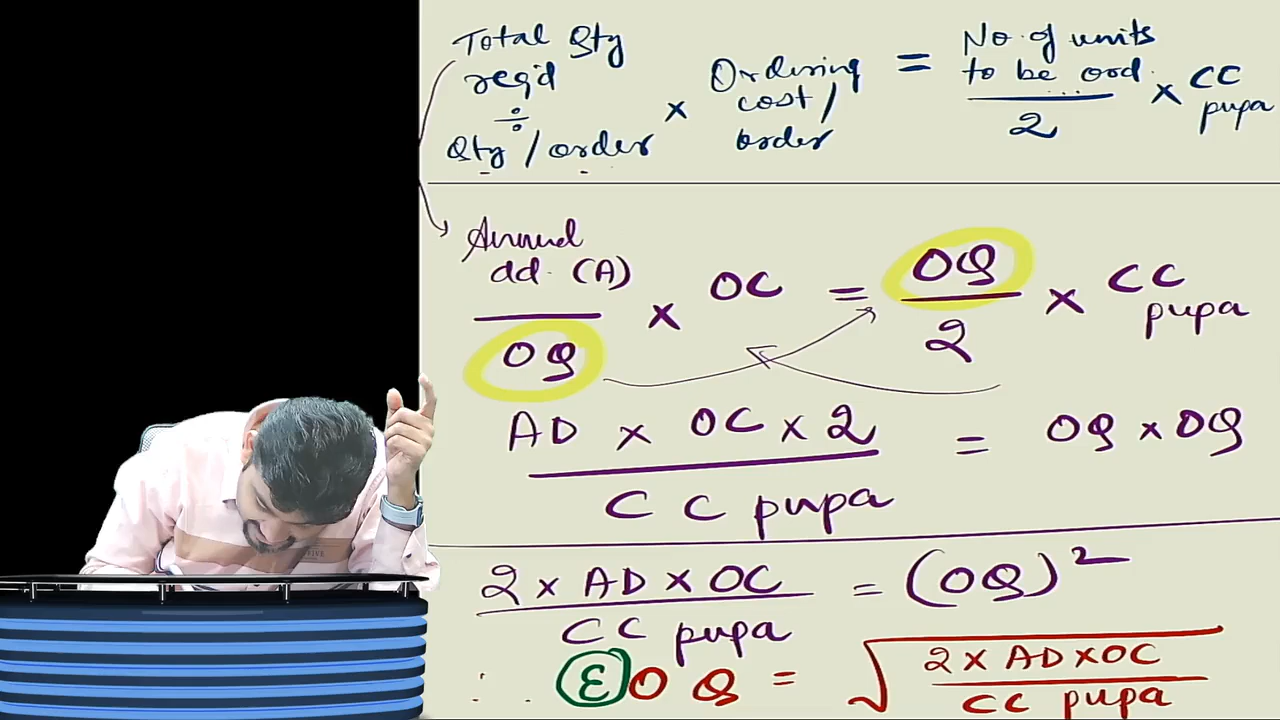 Total Qty
req'd
÷
Qty / order
× Ordering
cost /
order
= No. of units
to be ord.
2
× CC
pupa
Annual
dd. (A)
OQ
× OC = OQ
2
× CC
pupa
AD × OC × 2 = OQ × OQ
CC pupa
2 × AD × OC = (OQ)²
CC pupa
∴ EOQ = √ 2 × AD × OC
CC pupa